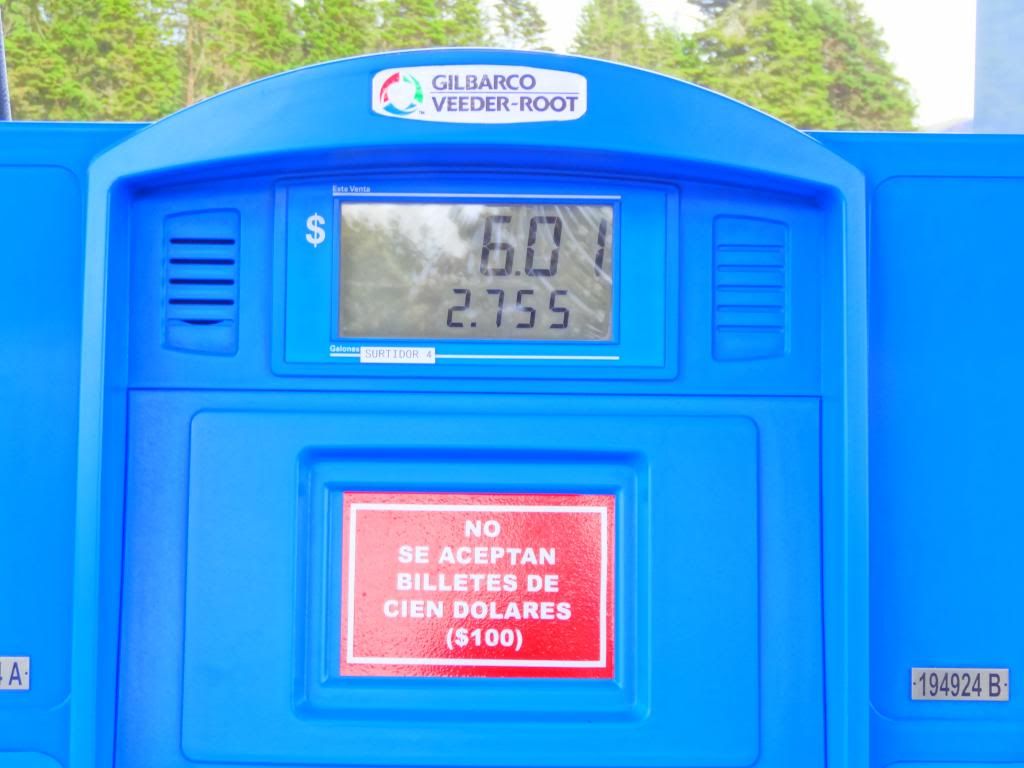 GILBARCO
VEEDER-ROOT
Este Venta
$
6.01
2.755
Galones
SURTIDOR 4
NO
SE ACEPTAN
BILLETES DE
CIEN DOLARES
($100)
A
194924 B